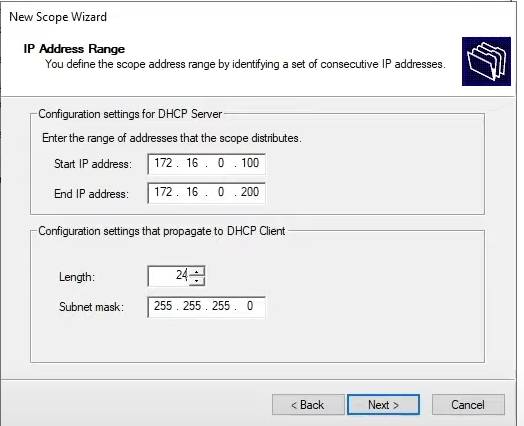 New Scope Wizard
IP Address Range
You define the scope address range by identifying a set of consecutive IP addresses.
Configuration settings for DHCP Server
Enter the range of addresses that the scope distributes.
Start IP address: 172 . 16 . 0 . 100
End IP address: 172 . 16 . 0 . 200
Configuration settings that propagate to DHCP Client
Length: 24
Subnet mask: 255 . 255 . 255 . 0
< Back Next > Cancel